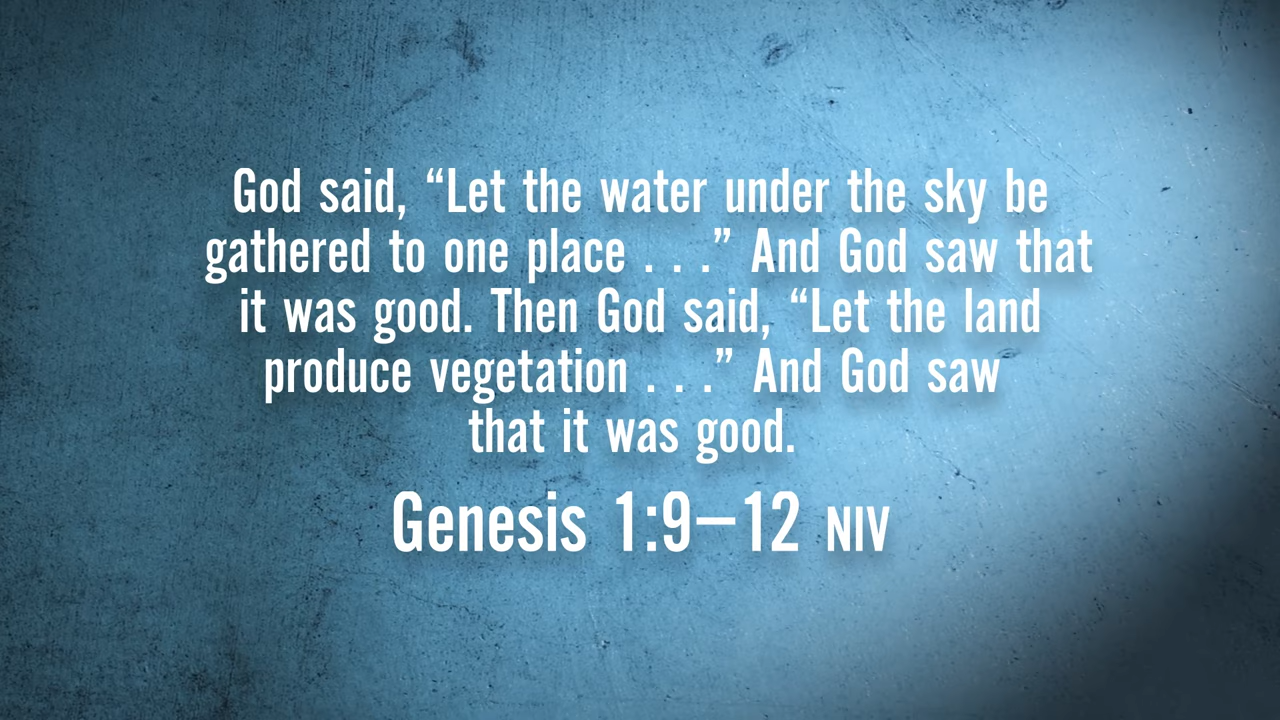 God said, “Let the water under the sky be
gathered to one place . . .” And God saw that
it was good. Then God said, “Let the land
produce vegetation . . .” And God saw
that it was good.
Genesis 1:9–12 NIV